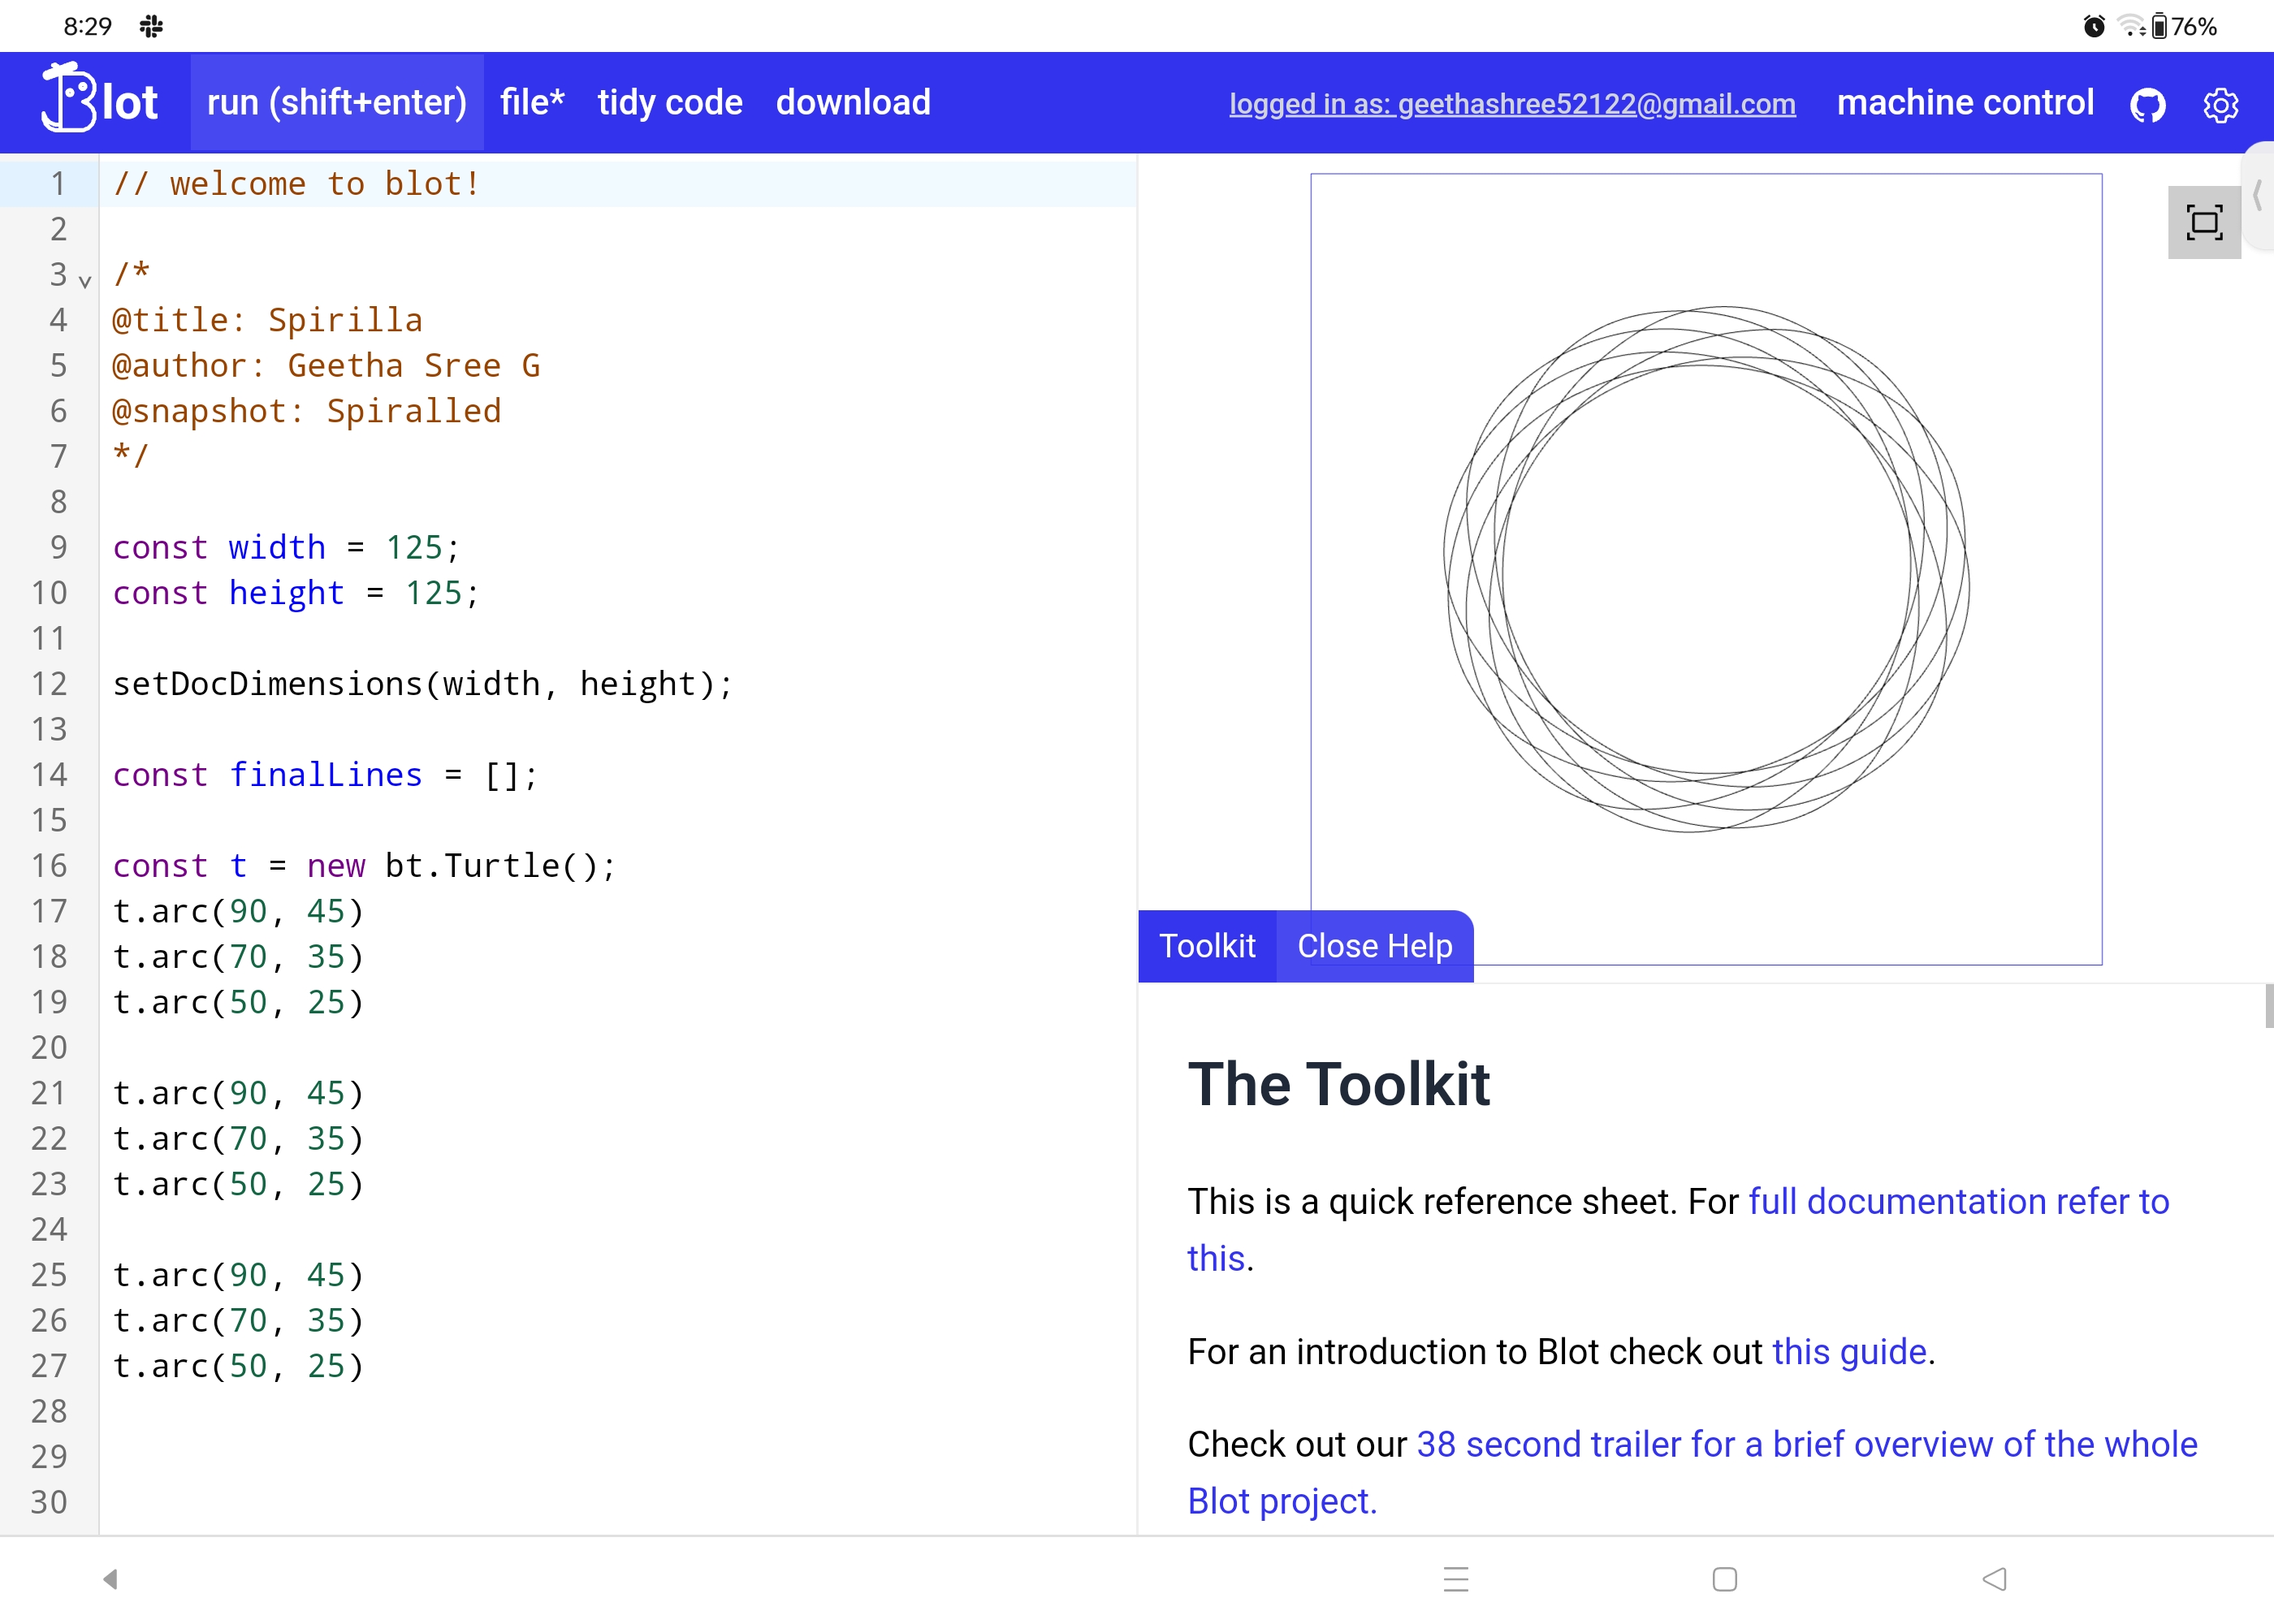 8:29
76%
Blot
run (shift+enter) file* tidy code download logged in as: geethashree52122@gmail.com machine control
1 // welcome to blot!
2
3 /*
4 @title: Spirilla
5 @author: Geetha Sree G
6 @snapshot: Spiralled
7 */
8
9 const width = 125;
10 const height = 125;
11
12 setDocDimensions(width, height);
13
14 const finalLines = [];
15
16 const t = new bt.Turtle();
17 t.arc(90, 45)
18 t.arc(70, 35)
19 t.arc(50, 25)
20
21 t.arc(90, 45)
22 t.arc(70, 35)
23 t.arc(50, 25)
24
25 t.arc(90, 45)
26 t.arc(70, 35)
27 t.arc(50, 25)
28
29
30
Toolkit Close Help
The Toolkit
This is a quick reference sheet. For full documentation refer to
this.
For an introduction to Blot check out this guide.
Check out our 38 second trailer for a brief overview of the whole
Blot project.